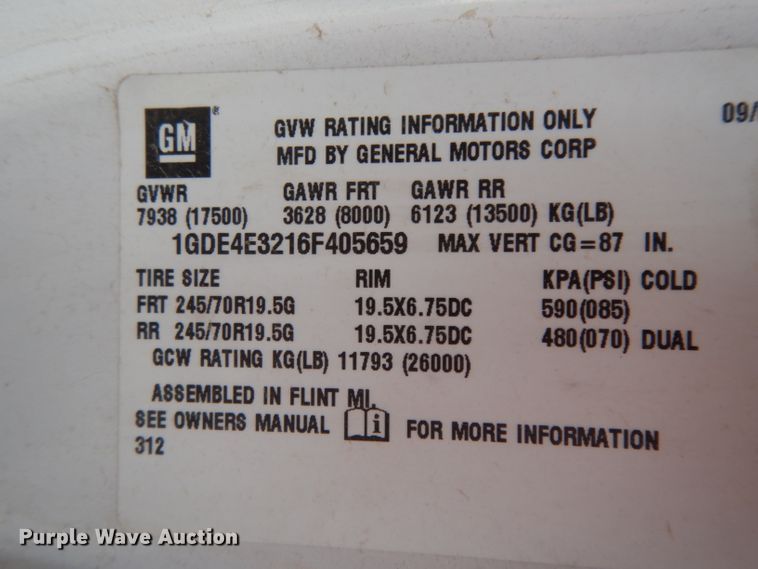 GM®
GVW RATING INFORMATION ONLY
09/
MFD BY GENERAL MOTORS CORP
GVWR GAWR FRT GAWR RR
7938 (17500) 3628 (8000) 6123 (13500) KG(LB)
1GDE4E3216F405659 MAX VERT CG=87 IN.
TIRE SIZE RIM KPA(PSI) COLD
FRT 245/70R19.5G 19.5X6.75DC 590(085)
RR 245/70R19.5G 19.5X6.75DC 480(070) DUAL
GCW RATING KG(LB) 11793 (26000)
ASSEMBLED IN FLINT MI.
SEE OWNERS MANUAL i FOR MORE INFORMATION
312
Purple Wave Auction